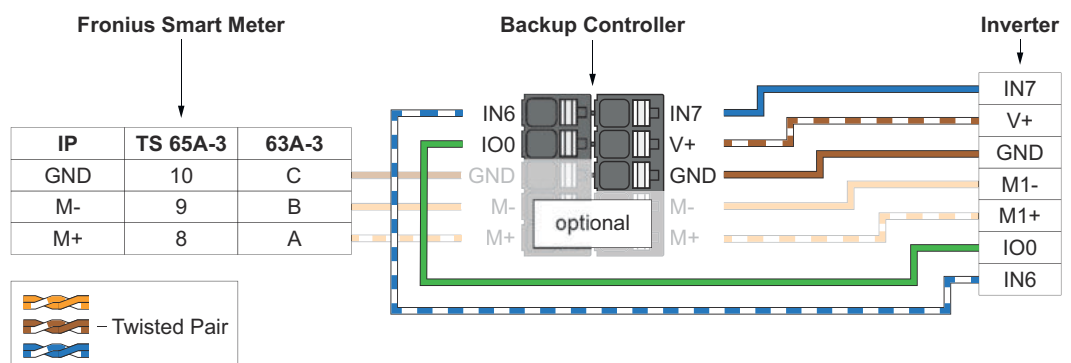 Fronius Smart Meter
Backup Controller
Inverter
IP TS 65A-3 63A-3
GND 10 C
M- 9 B
M+ 8 A
IN6
IO0
GND
M-
M+
optional
IN7
V+
GND
M-
M+
IN7
V+
GND
M1-
M1+
IO0
IN6
Twisted Pair